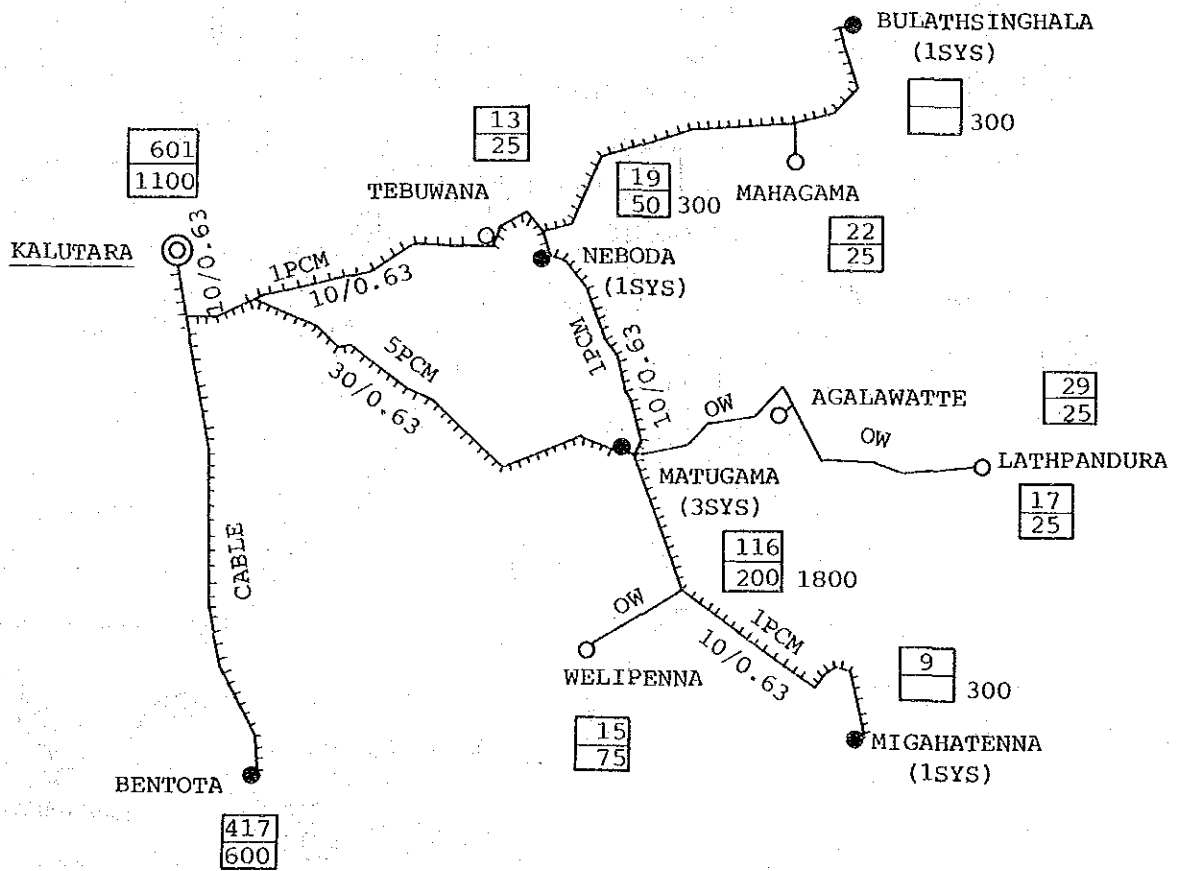 BULATHSINGHALA
(1SYS)
300
13
25
601
1100
TEBUWANA
19
50 300
MAHAGAMA
22
25
KALUTARA
10/0.63
1PCM
10/0.63
NEBODA
(1SYS)
5PCM
30/0.63
1PCM
10/0.63
OW
AGALAWATTE
29
25
OW
LATHPANDURA
17
25
MATUGAMA
(3SYS)
116
200 1800
CABLE
OW
WELIPENNA
15
75
1PCM
10/0.63
9
300
MIGAHATENNA
(1SYS)
BENTOTA
417
600